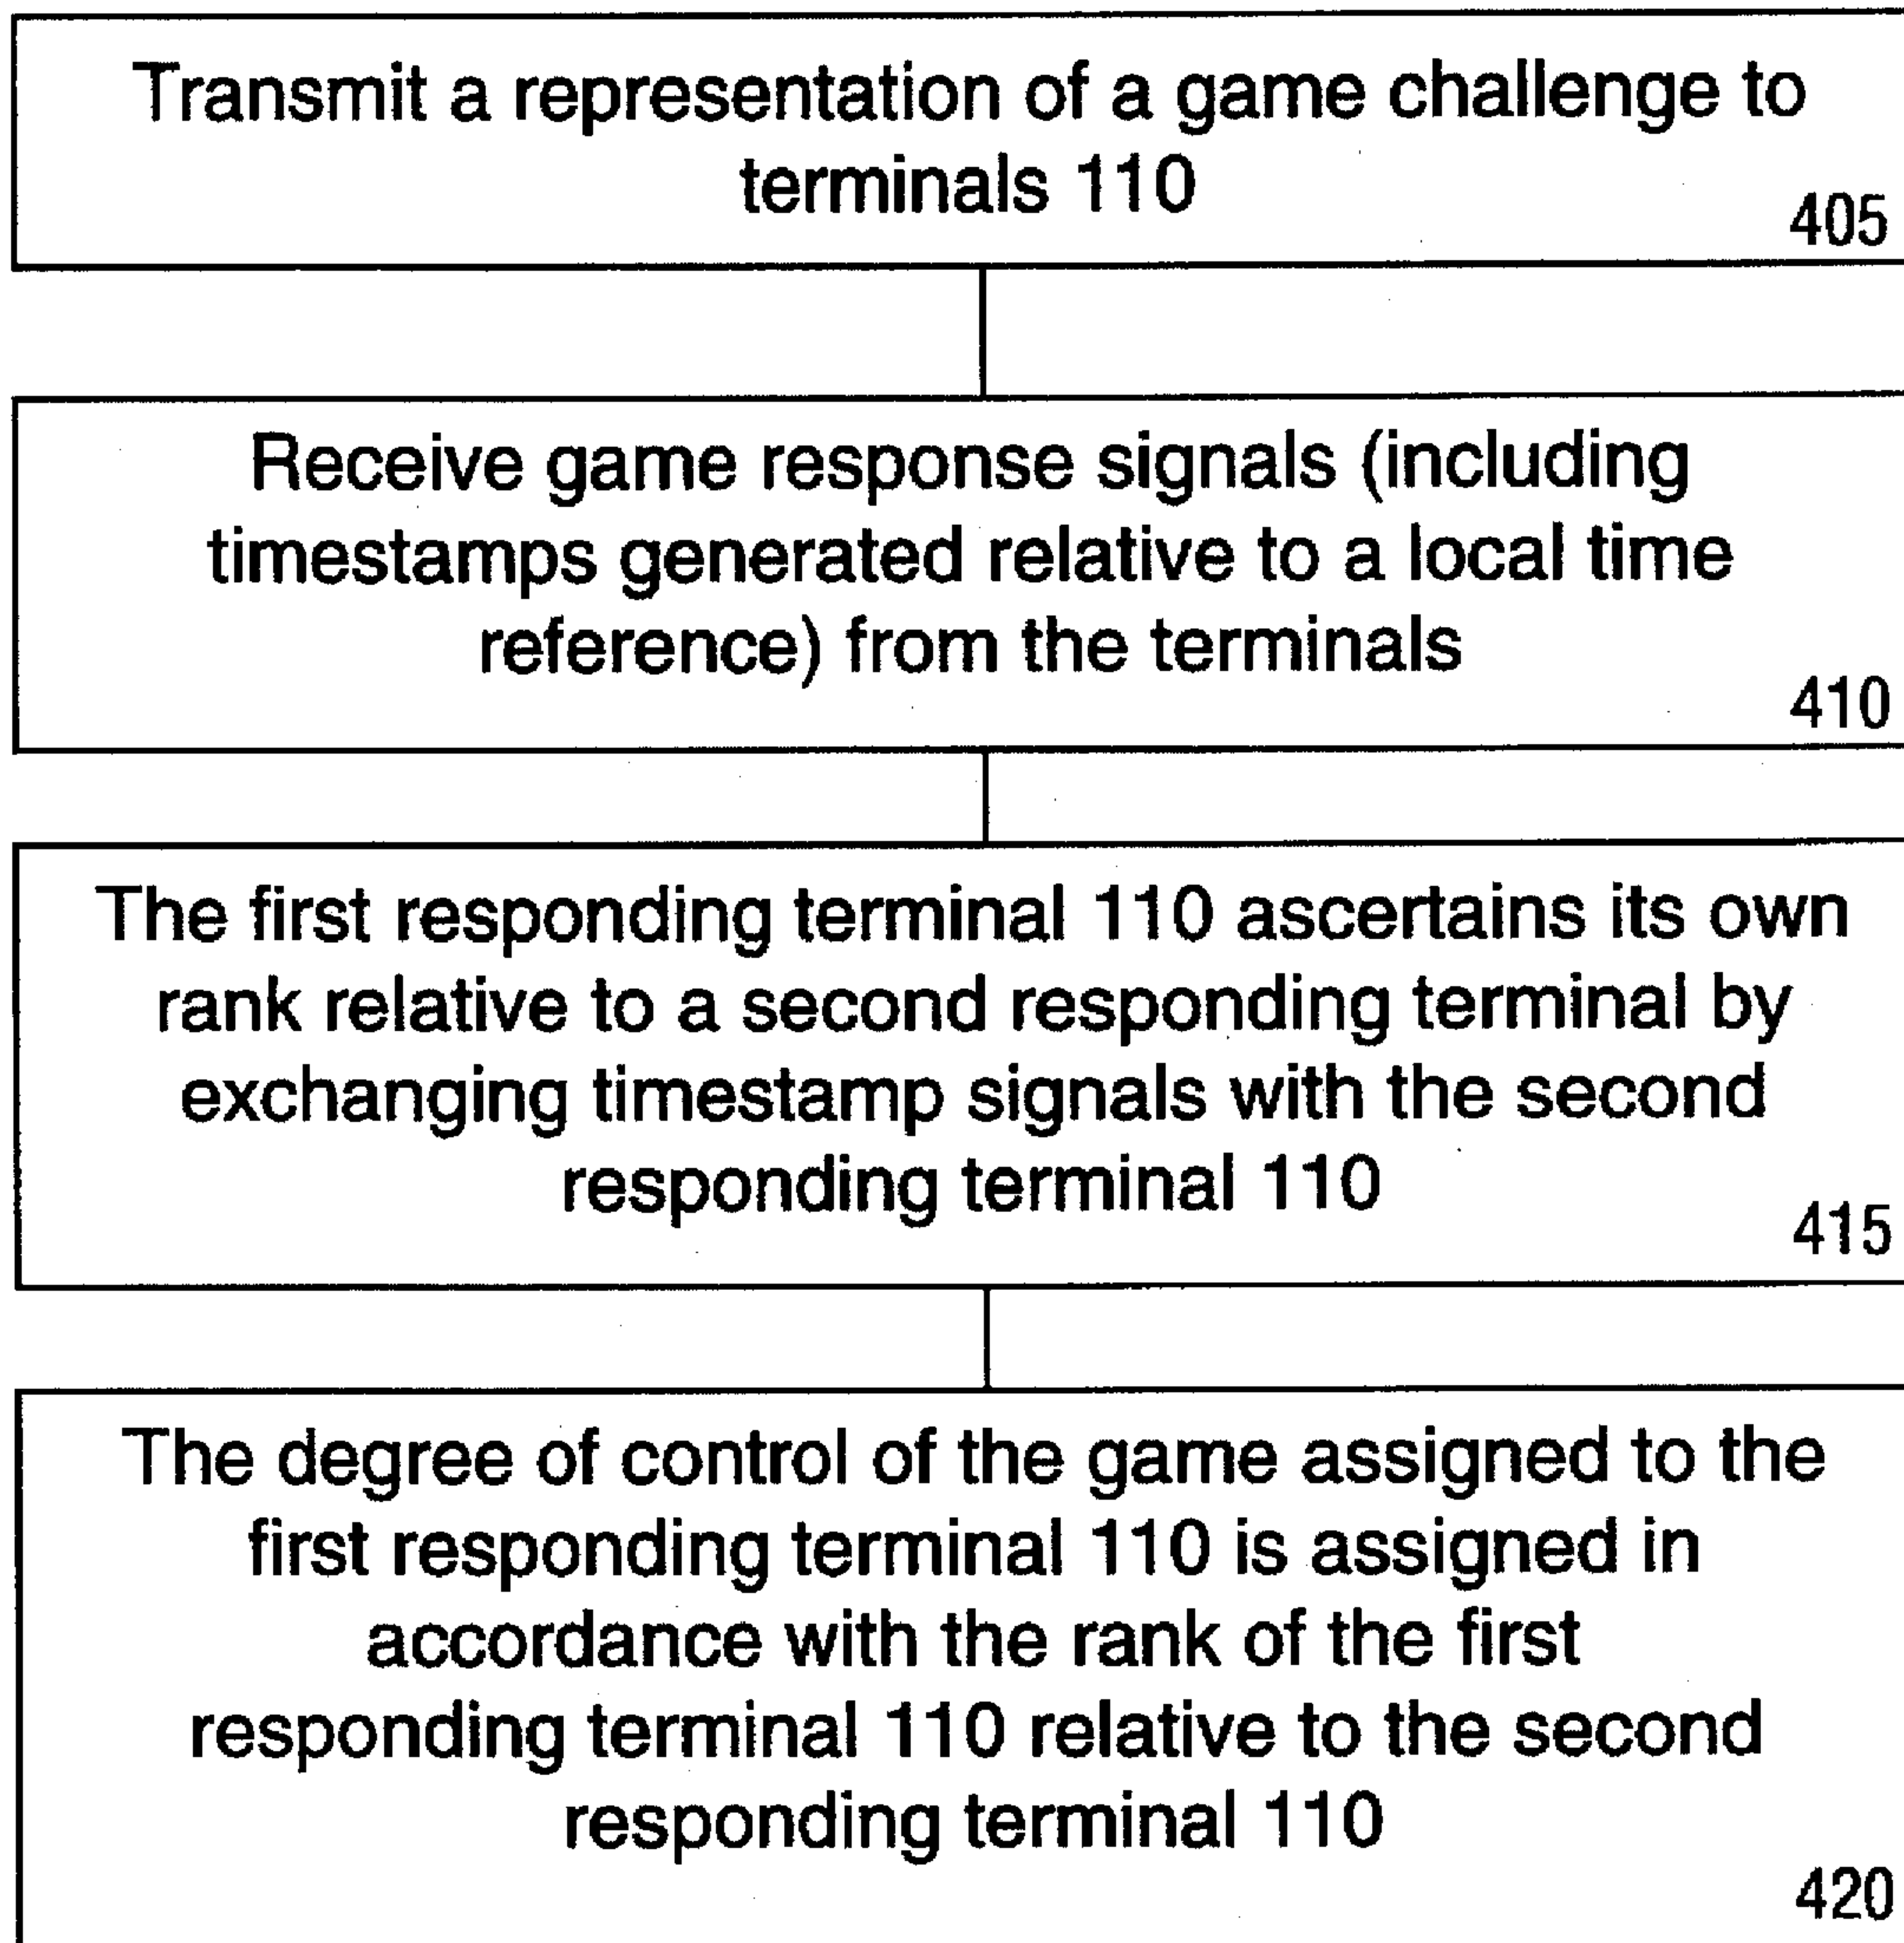 Transmit a representation of a game challenge to
terminals 110
405
Receive game response signals (including
timestamps generated relative to a local time
reference) from the terminals
410
The first responding terminal 110 ascertains its own
rank relative to a second responding terminal by
exchanging timestamp signals with the second
responding terminal 110
415
The degree of control of the game assigned to the
first responding terminal 110 is assigned in
accordance with the rank of the first
responding terminal 110 relative to the second
responding terminal 110
420